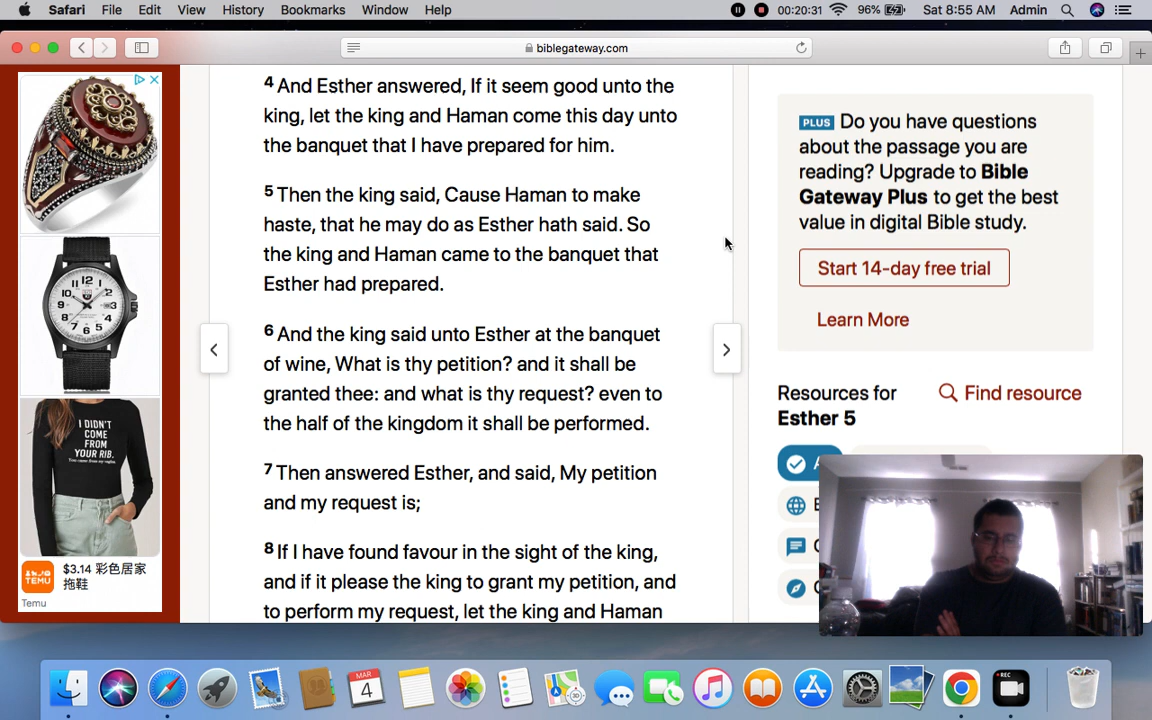 Safari File Edit View History Bookmarks Window Help 00:20:31 96% Sat 8:55 AM Admin
biblegateway.com
4 And Esther answered, If it seem good unto the
king, let the king and Haman come this day unto
the banquet that I have prepared for him.
5 Then the king said, Cause Haman to make
haste, that he may do as Esther hath said. So
the king and Haman came to the banquet that
Esther had prepared.
6 And the king said unto Esther at the banquet
of wine, What is thy petition? and it shall be
granted thee: and what is thy request? even to
the half of the kingdom it shall be performed.
7 Then answered Esther, and said, My petition
and my request is;
8 If I have found favour in the sight of the king,
and if it please the king to grant my petition, and
to perform my request, let the king and Haman
PLUS Do you have questions
about the passage you are
reading? Upgrade to Bible
Gateway Plus to get the best
value in digital Bible study.
Start 14-day free trial
Learn More
Resources for
Esther 5
Find resource
I DIDN'T
COME
FROM
YOUR RIB.
TEMU
$3.14 彩色居家
拖鞋
Temu
MAR
4
REC